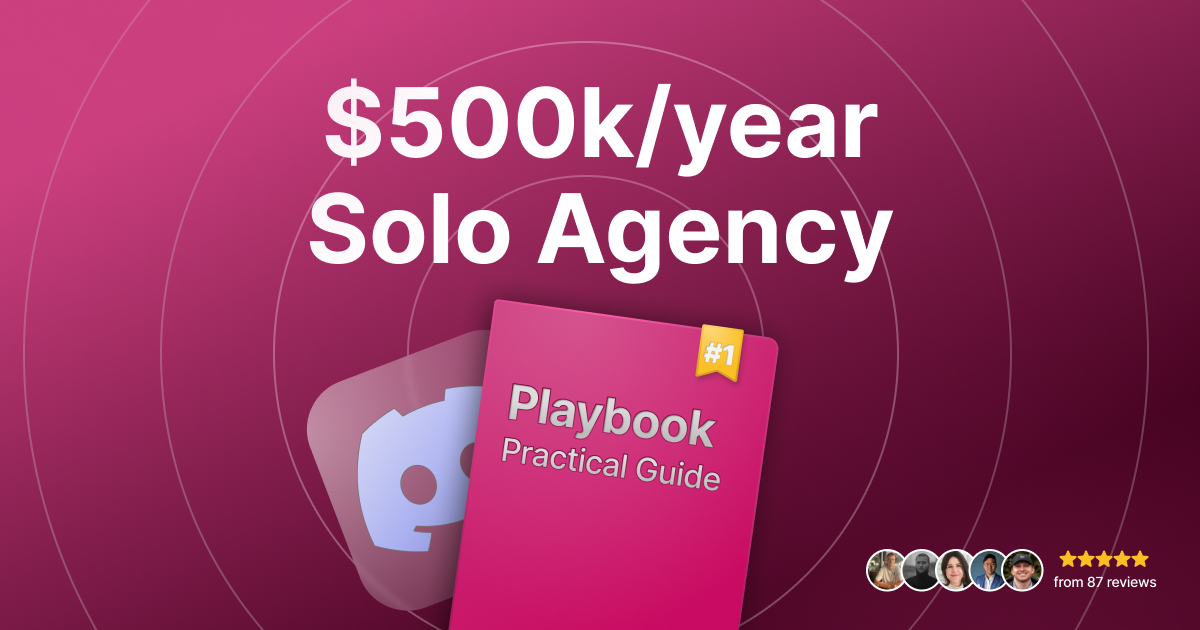 $500k/year
Solo Agency
#1
Playbook
Practical Guide
from 87 reviews